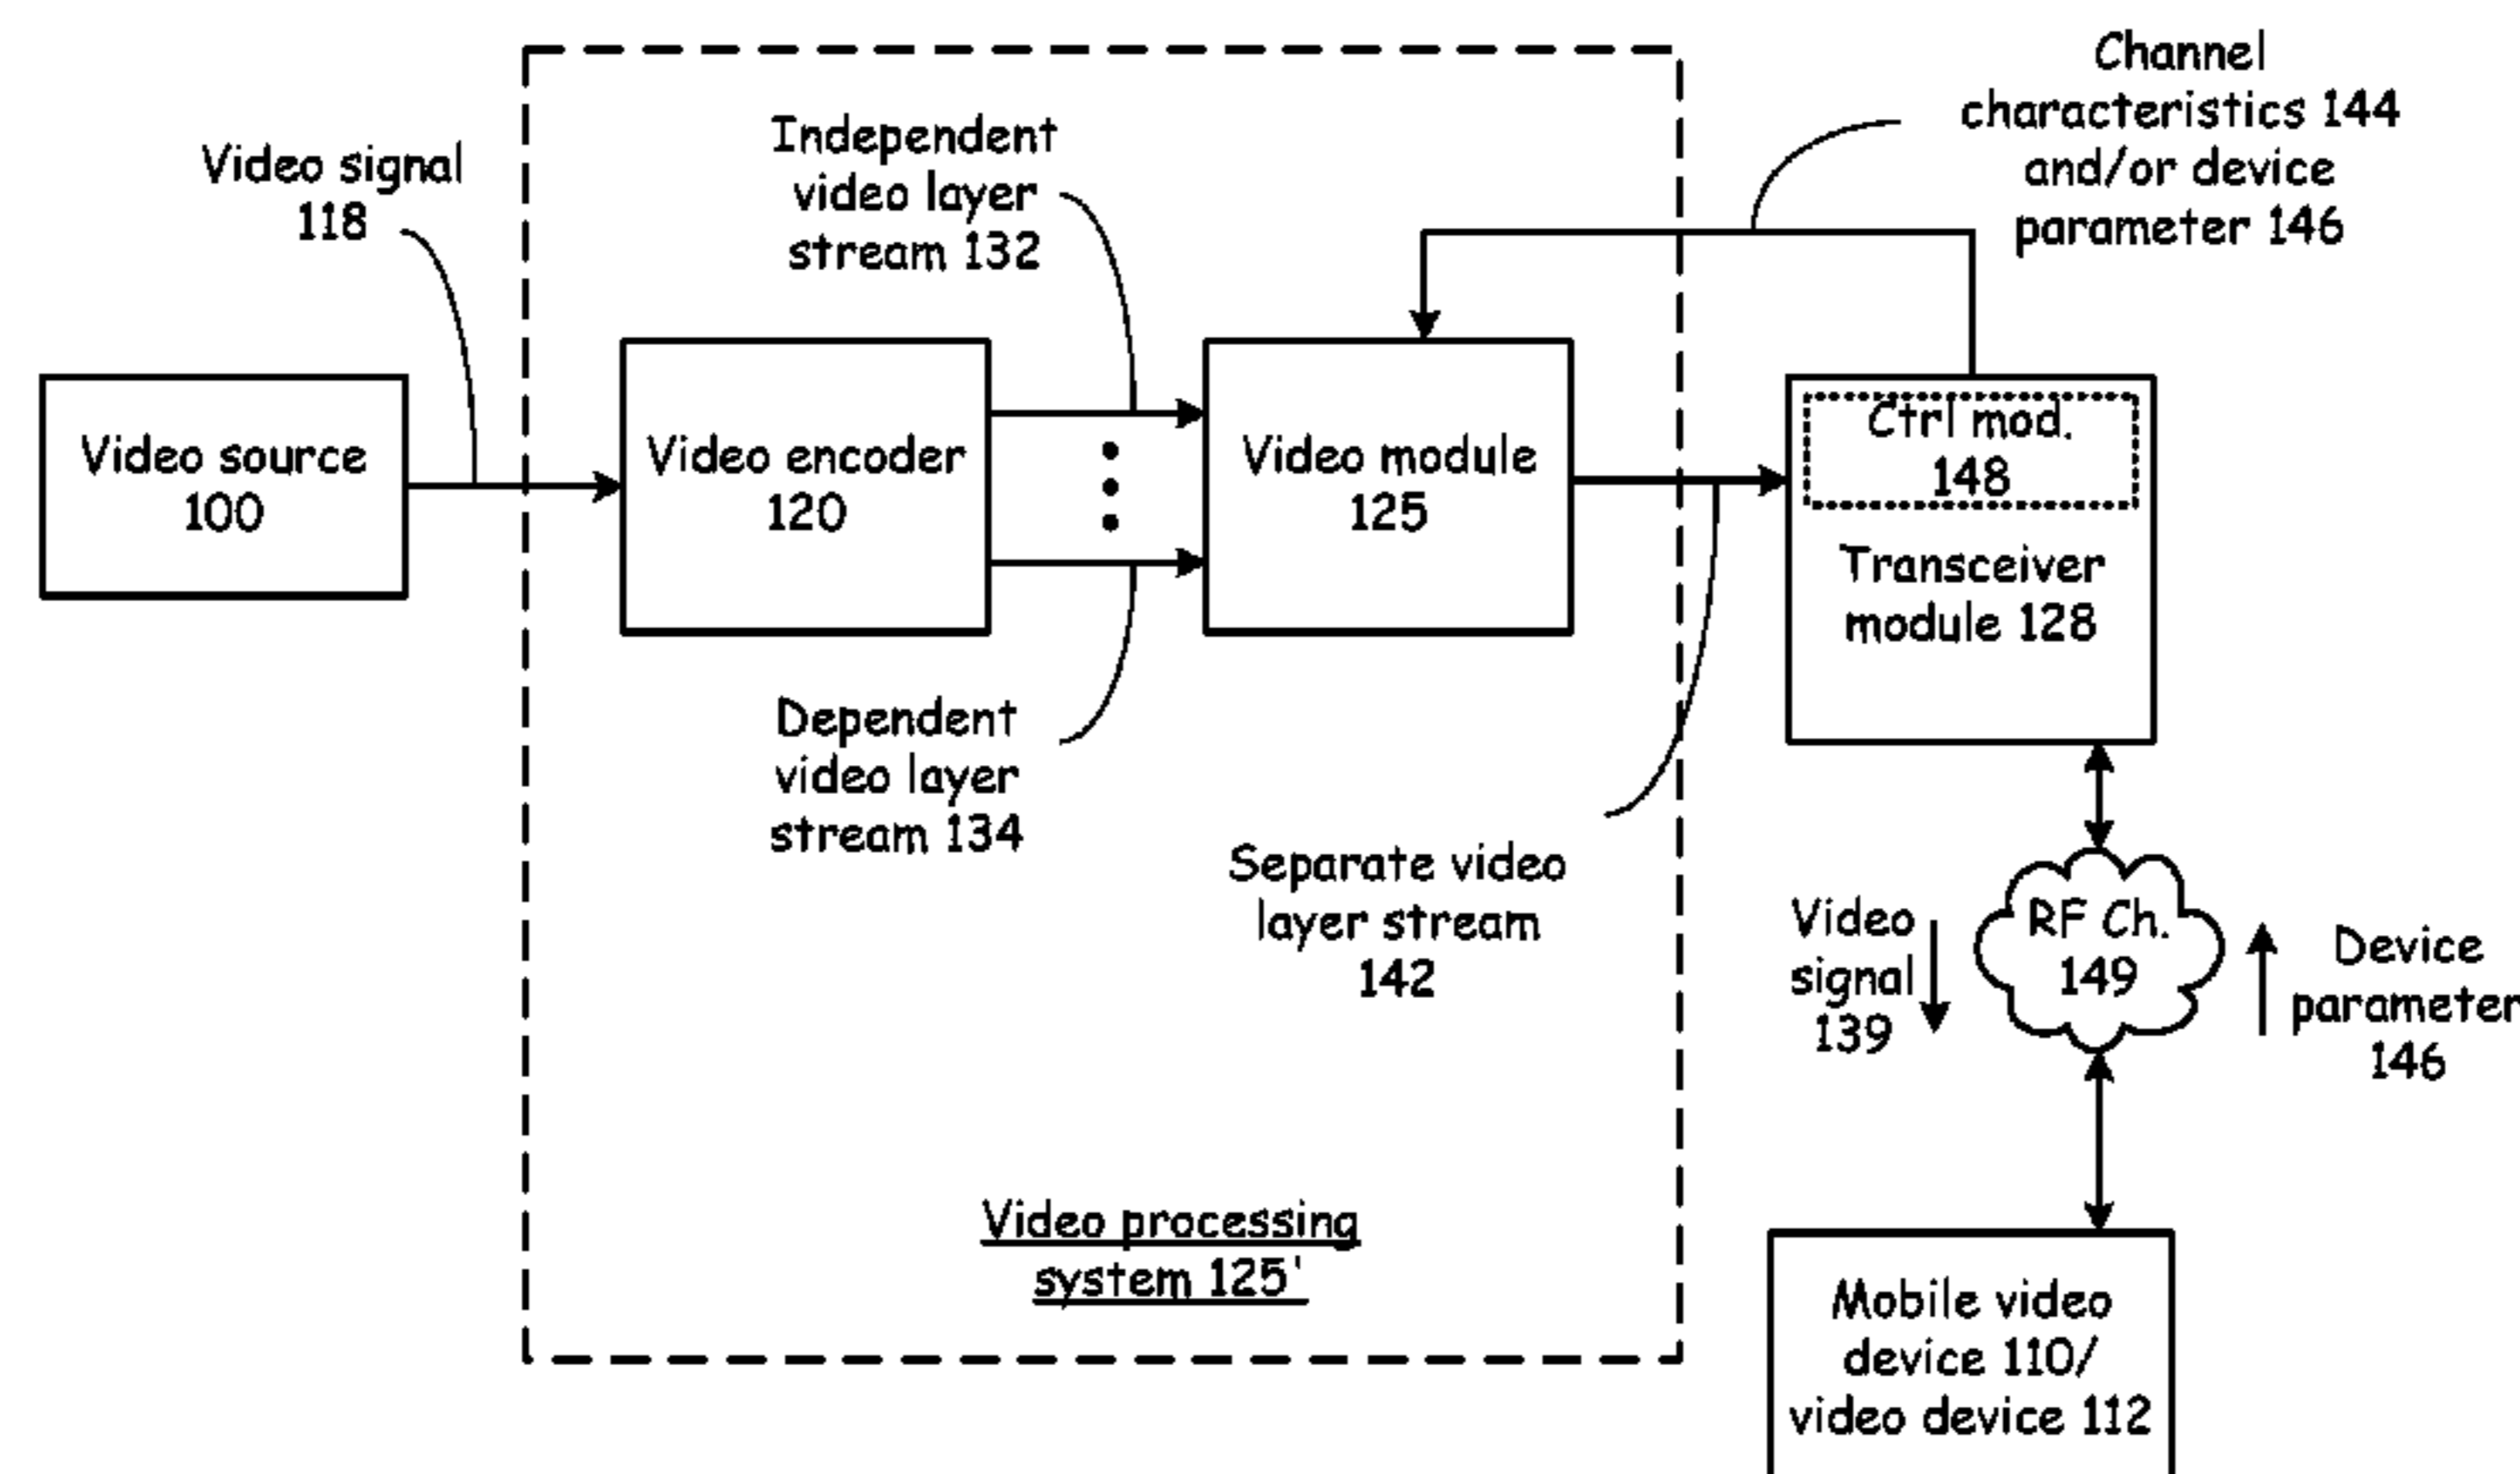 Channel
characteristics 144
and/or device
parameter 146
Independent
video layer
stream 132
Video signal
118
Video source
100
Video encoder
120
Video module
125
Ctrl mod.
148
Transceiver
module 128
Dependent
video layer
stream 134
Separate video
layer stream
142
Video
signal
139
RF Ch.
149
Device
parameter
146
Video processing
system 125'
Mobile video
device 110/
video device 112